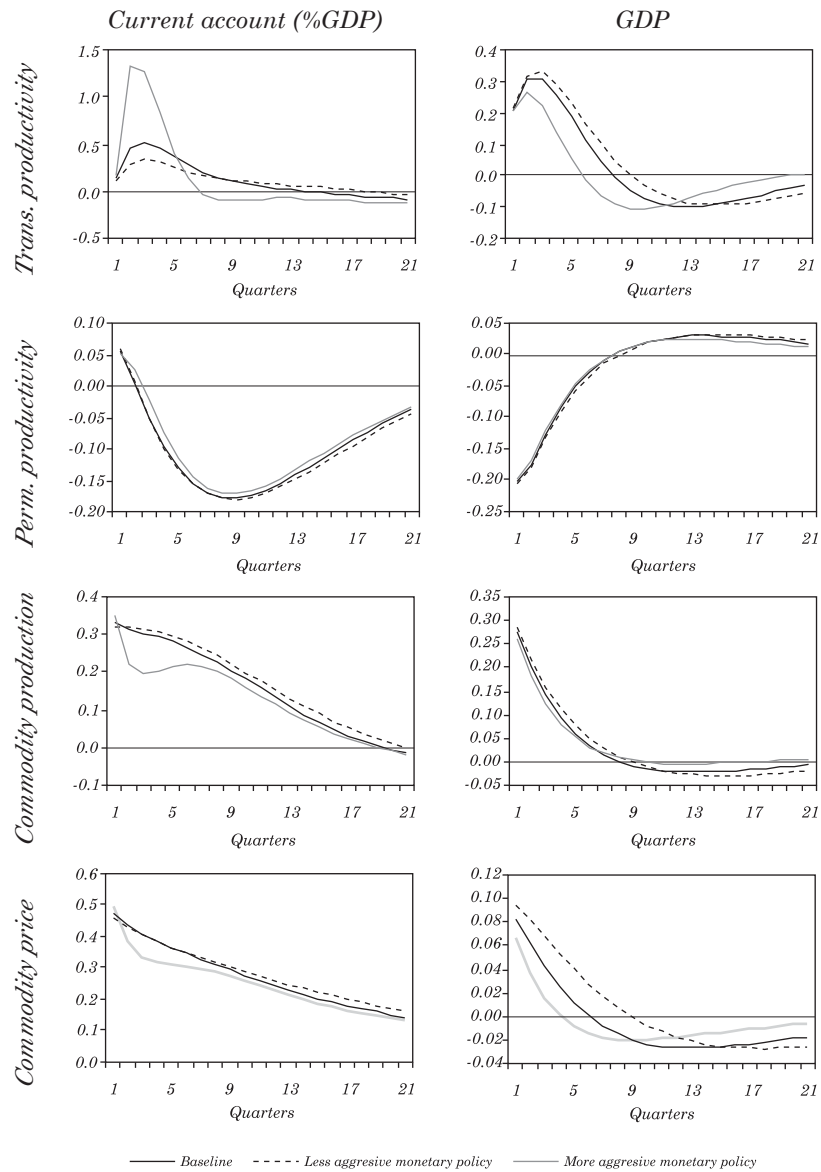 Current account (%GDP) GDP
Trans. productivity
1.5
1.0
0.5
0.0
-0.5
1 5 9 13 17 21
Quarters
0.4
0.3
0.2
0.1
0.0
-0.1
-0.2
1 5 9 13 17 21
Quarters
Perm. productivity
0.10
0.05
0.00
-0.05
-0.10
-0.15
-0.20
1 5 9 13 17 21
Quarters
0.05
0.00
-0.05
-0.10
-0.15
-0.20
-0.25
1 5 9 13 17 21
Quarters
Commodity production
0.4
0.3
0.2
0.1
0.0
-0.1
1 5 9 13 17 21
Quarters
0.35
0.30
0.25
0.20
0.15
0.10
0.05
0.00
-0.05
1 5 9 13 17 21
Quarters
Commodity price
0.6
0.5
0.4
0.3
0.2
0.1
0.0
1 5 9 13 17 21
Quarters
0.12
0.10
0.08
0.06
0.04
0.02
0.00
-0.02
-0.04
1 5 9 13 17 21
Quarters
Baseline Less aggresive monetary policy More aggresive monetary policy